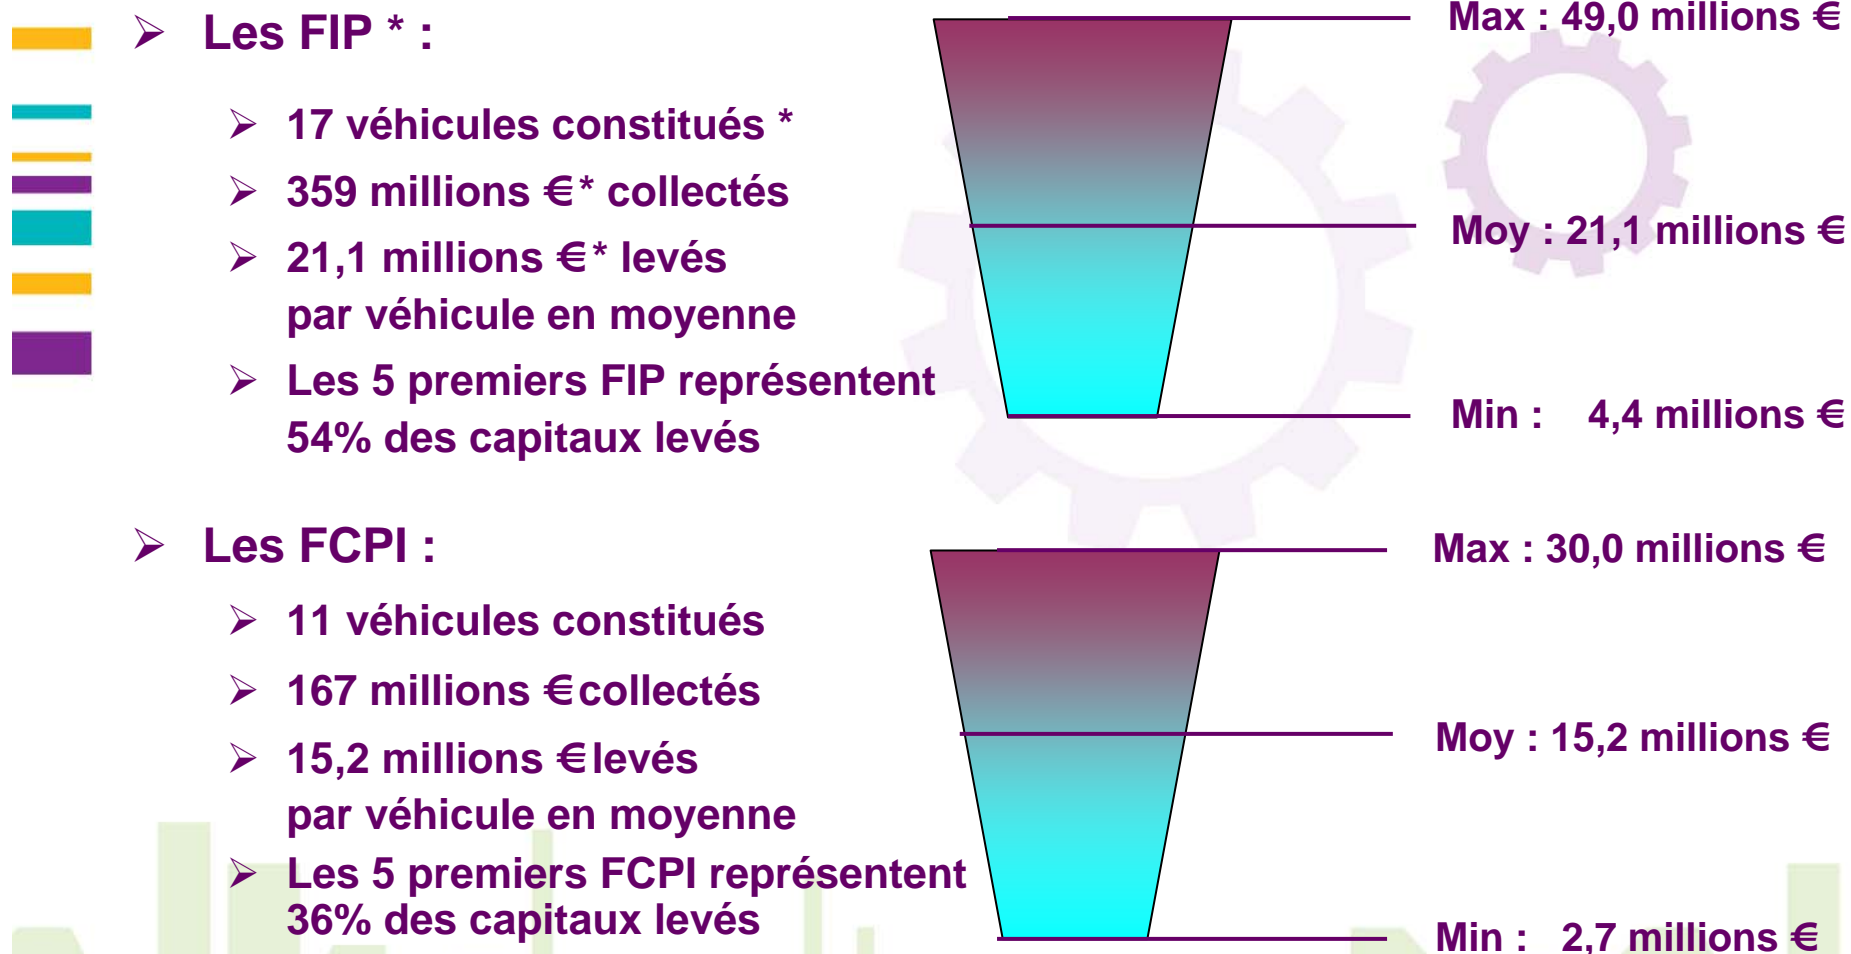 Les FIP * :
17 véhicules constitués *
359 millions €* collectés
21,1 millions €* levés
par véhicule en moyenne
Les 5 premiers FIP représentent
54% des capitaux levés
Max : 49,0 millions €
Moy : 21,1 millions €
Min : 4,4 millions €
Les FCPI :
11 véhicules constitués
167 millions € collectés
15,2 millions € levés
par véhicule en moyenne
Les 5 premiers FCPI représentent
36% des capitaux levés
Max : 30,0 millions €
Moy : 15,2 millions €
Min : 2,7 millions €